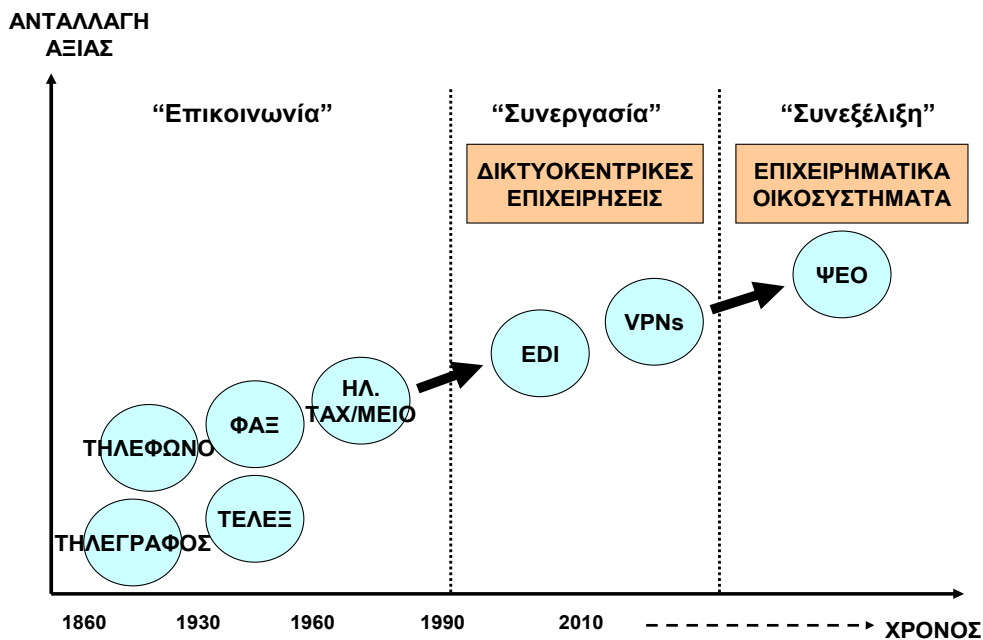 ΑΝΤΑΛΛΑΓΗ
ΑΞΙΑΣ
“Επικοινωνία”
“Συνεργασία”
“Συνεξέλιξη”
ΔΙΚΤΥΟΚΕΝΤΡΙΚΕΣ
ΕΠΙΧΕΙΡΗΣΕΙΣ
ΕΠΙΧΕΙΡΗΜΑΤΙΚΑ
ΟΙΚΟΣΥΣΤΗΜΑΤΑ
ΨΕΟ
VPNs
EDI
ΗΛ.
ΤΑΧ/ΜΕΙΟ
ΦΑΞ
ΤΗΛΕΦΩΝΟ
ΤΕΛΕΞ
ΤΗΛΕΓΡΑΦΟΣ
1860 1930 1960 1990 2010 ΧΡΟΝΟΣ